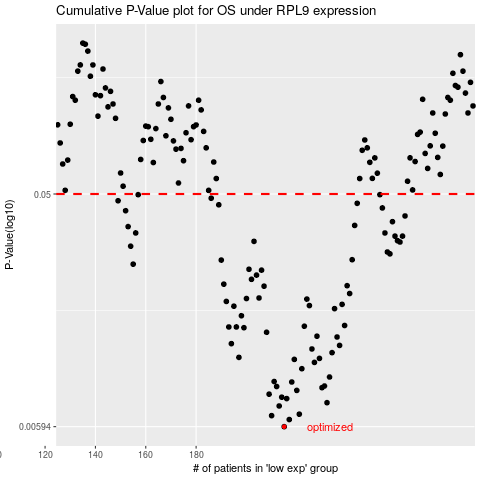 Cumulative P-Value plot for OS under RPL9 expression
P-Value(log10)
0.05
0.00594
optimized
0 120 140 160 180
# of patients in 'low exp' group